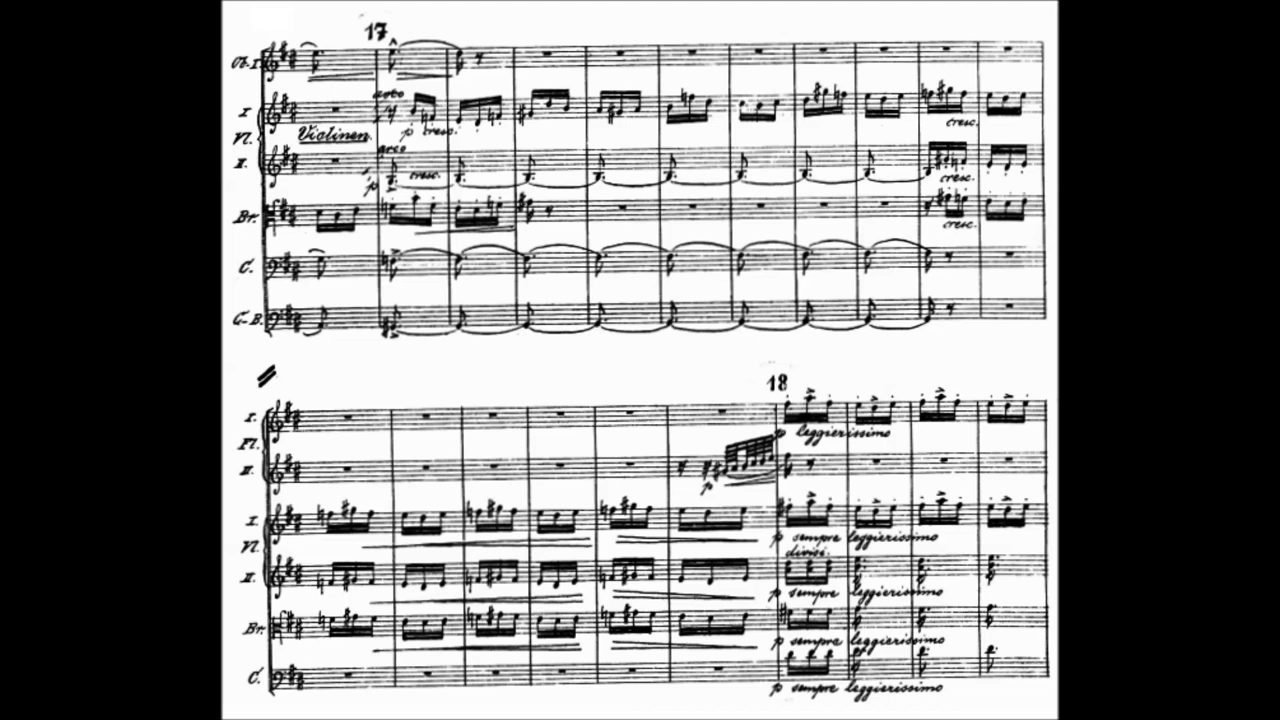 17
Ob. I
arco
I
p cresc.
cresc.
Vl.
Violinen.
arco
II.
p
cresc.
cresc.
Br.
cresc.
C.
C-B.
18
I.
p leggierissimo
Fl.
II.
p
I.
p sempre leggierissimo
Vl.
divisi.
II.
p sempre leggierissimo
Br.
p sempre leggierissimo
C.
p sempre leggierissimo